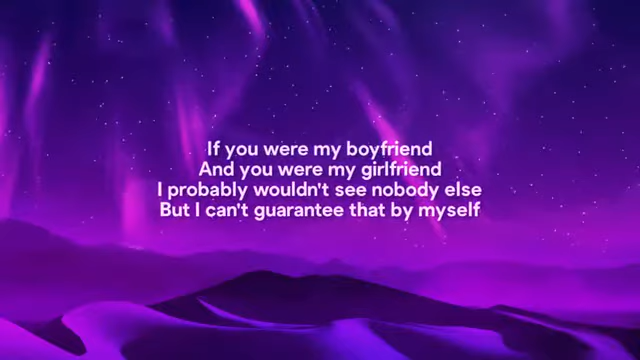 If you were my boyfriend
And you were my girlfriend
I probably wouldn't see nobody else
But I can't guarantee that by myself